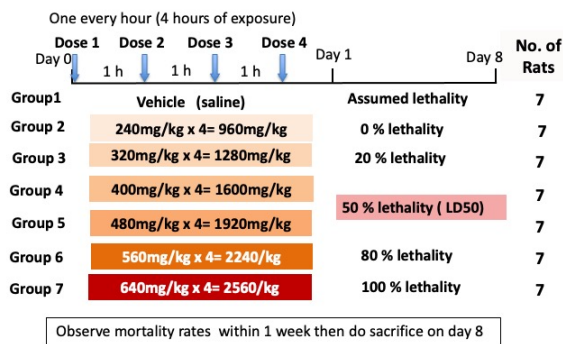 One every hour (4 hours of exposure)
Dose 1 Dose 2 Dose 3 Dose 4
Day 0 Day 1 Day 8 No. of Rats
1 h 1 h 1 h
Group1 Vehicle (saline) Assumed lethality 7
Group 2 240mg/kg x 4= 960mg/kg 0 % lethality 7
Group 3 320mg/kg x 4= 1280mg/kg 20 % lethality 7
Group 4 400mg/kg x 4= 1600mg/kg 7
50 % lethality ( LD50)
Group 5 480mg/kg x 4= 1920mg/kg 7
Group 6 560mg/kg x 4= 2240/kg 80 % lethality 7
Group 7 640mg/kg x 4= 2560/kg 100 % lethality 7
Observe mortality rates within 1 week then do sacrifice on day 8